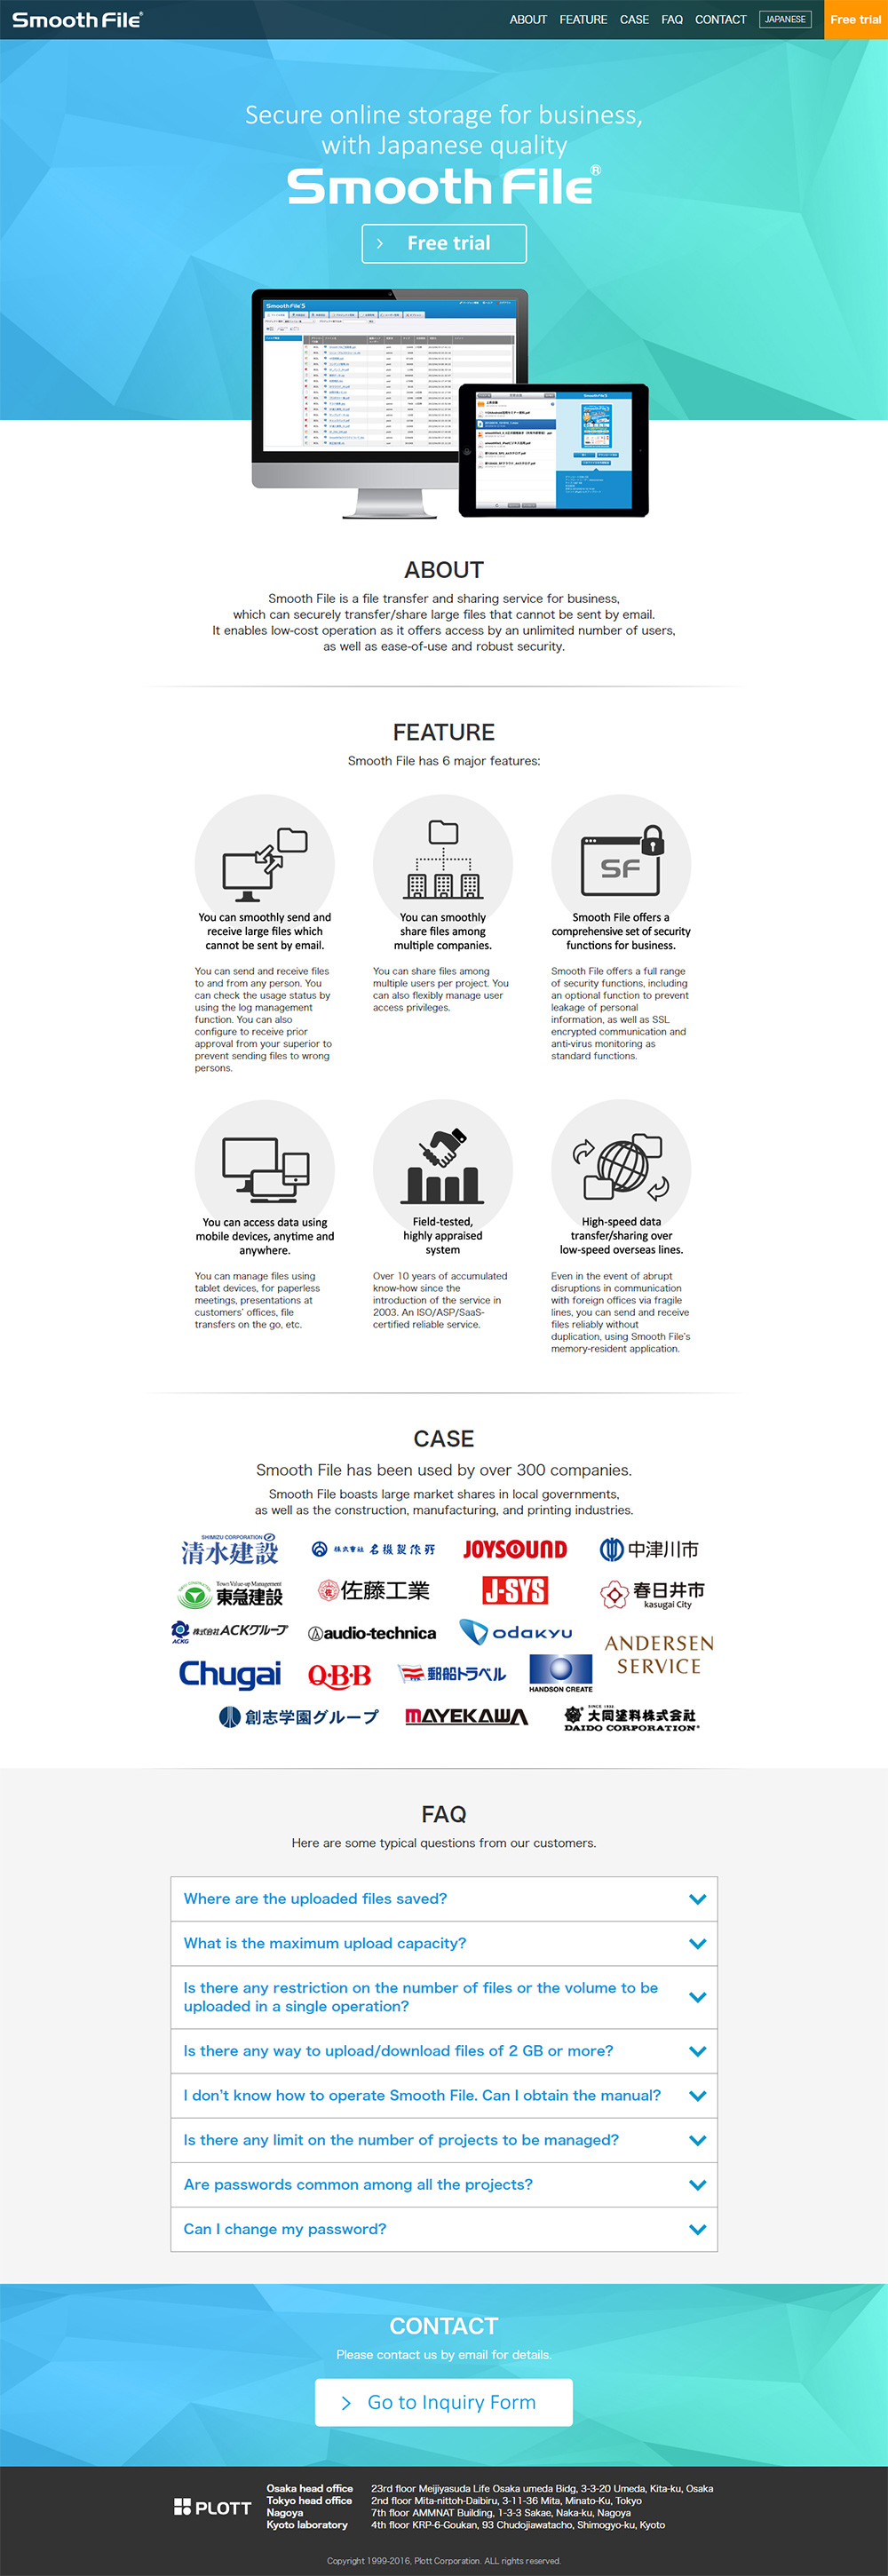 Smooth File®
ABOUT FEATURE CASE FAQ CONTACT JAPANESE Free trial
Secure online storage for business,
with Japanese quality
Smooth File®
Free trial
Smooth File 5
ABOUT
Smooth File is a file transfer and sharing service for business,
which can securely transfer/share large files that cannot be sent by email.
It enables low-cost operation as it offers access by an unlimited number of users,
as well as ease-of-use and robust security.
FEATURE
Smooth File has 6 major features:
You can smoothly send and
receive large files which
cannot be sent by email.
You can send and receive files
to and from any person. You
can check the usage status by
using the log management
function. You can also
configure to receive prior
approval from your superior to
prevent sending files to wrong
persons.
You can smoothly
share files among
multiple companies.
You can share files among
multiple users per project. You
can also flexibly manage user
access privileges.
SF
Smooth File offers a
comprehensive set of security
functions for business.
Smooth File offers a full range
of security functions, including
an optional function to prevent
leakage of personal
information, as well as SSL
encrypted communication and
anti-virus monitoring as
standard functions.
You can access data using
mobile devices, anytime and
anywhere.
You can manage files using
tablet devices, for paperless
meetings, presentations at
customers' offices, file
transfers on the go, etc.
Field-tested,
highly appraised
system
Over 10 years of accumulated
know-how since the
introduction of the service in
2003. An ISO/ASP/SaaS-
certified reliable service.
High-speed data
transfer/sharing over
low-speed overseas lines.
Even in the event of abrupt
disruptions in communication
with foreign offices via fragile
lines, you can send and receive
files reliably without
duplication, using Smooth File's
memory-resident application.
CASE
Smooth File has been used by over 300 companies.
Smooth File boasts large market shares in local governments,
as well as the construction, manufacturing, and printing industries.
SHIMIZU CORPORATION
清水建設
株式會社 名機製作所
JOYSOUND
中津川市
Town Value-up Management
東急建設
佐藤工業
J-SYS
春日井市
kasugai City
ACKG
株式会社ACKグループ
audio-technica
odakyu
ANDERSEN
SERVICE
Chugai
Q·B·B
郵船トラベル
HANDSON CREATE
創志学園グループ
MAYEKAWA
大同塗料株式会社
DAIDO CORPORATION
FAQ
Here are some typical questions from our customers.
Where are the uploaded files saved?
What is the maximum upload capacity?
Is there any restriction on the number of files or the volume to be
uploaded in a single operation?
Is there any way to upload/download files of 2 GB or more?
I don't know how to operate Smooth File. Can I obtain the manual?
Is there any limit on the number of projects to be managed?
Are passwords common among all the projects?
Can I change my password?
CONTACT
Please contact us by email for details.
Go to Inquiry Form
PLOTT
Osaka head office 23rd floor Meijiyasuda Life Osaka umeda Bidg, 3-3-20 Umeda, Kita-ku, Osaka
Tokyo head office 2nd floor Mita-nittoh-Daibiru, 3-11-36 Mita, Minato-Ku, Tokyo
Nagoya 7th floor AMMNAT Building, 1-3-3 Sakae, Naka-ku, Nagoya
Kyoto laboratory 4th floor KRP-6-Goukan, 93 Chudojiawatacho, Shimogyo-ku, Kyoto
Copyright 1999-2016, Plott Corporation. ALL rights reserved.